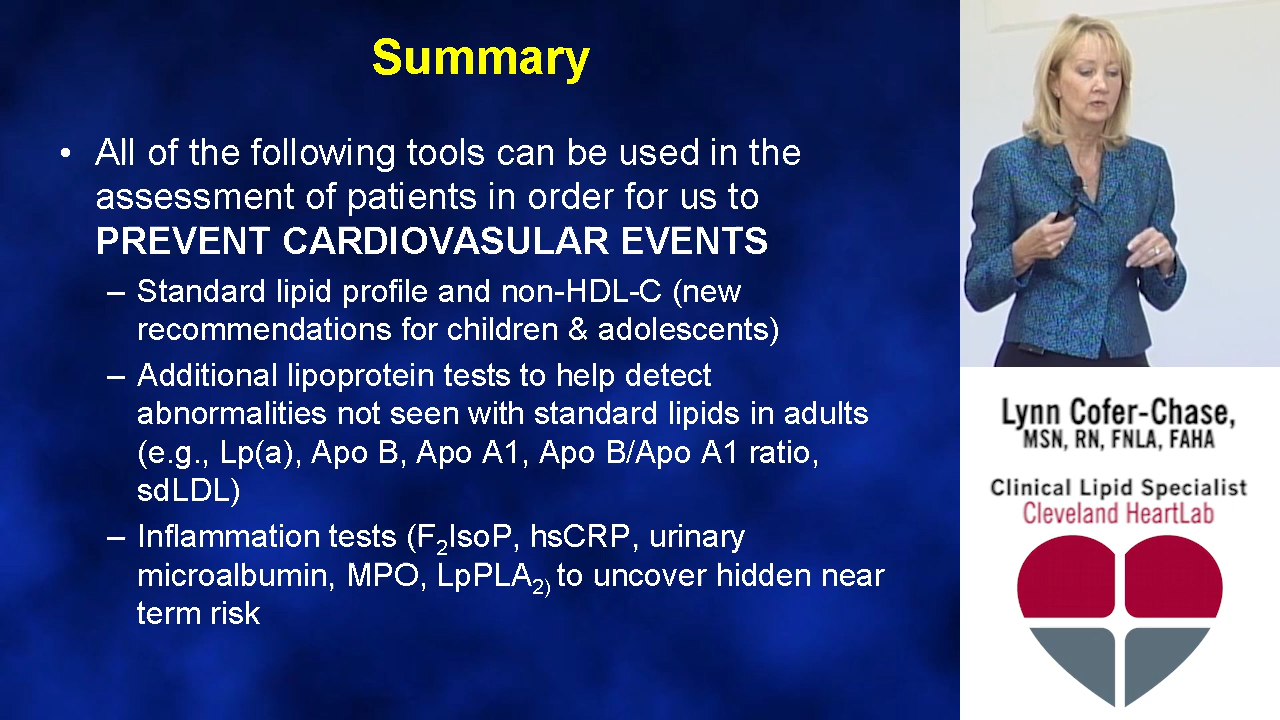 Summary
• All of the following tools can be used in the
assessment of patients in order for us to
PREVENT CARDIOVASULAR EVENTS
– Standard lipid profile and non-HDL-C (new
recommendations for children & adolescents)
– Additional lipoprotein tests to help detect
abnormalities not seen with standard lipids in adults
(e.g., Lp(a), Apo B, Apo A1, Apo B/Apo A1 ratio,
sdLDL)
– Inflammation tests (F₂IsoP, hsCRP, urinary
microalbumin, MPO, LpPLA₂₎ to uncover hidden near
term risk
Lynn Cofer-Chase,
MSN, RN, FNLA, FAHA
Clinical Lipid Specialist
Cleveland HeartLab